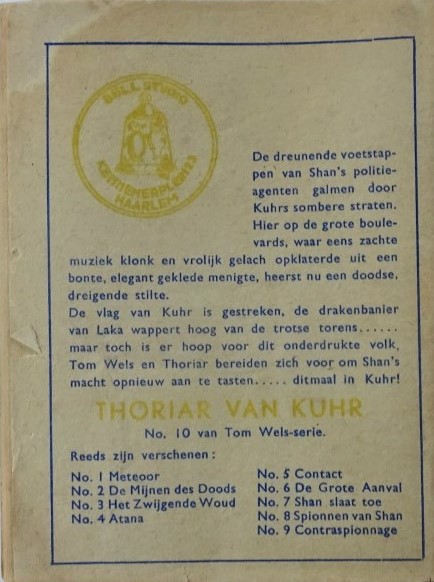 BELL STUDIO
KENNEMERPLEIN 3
HAARLEM
De dreunende voetstap-
pen van Shan's politie-
agenten galmen door
Kuhrs sombere straten.
Hier op de grote boule-
vards, waar eens zachte
muziek klonk en vrolijk gelach opklaterde uit een
bonte, elegant geklede menigte, heerst nu een doodse,
dreigende stilte.
De vlag van Kuhr is gestreken, de drakenbanier
van Laka wappert hoog van de trotse torens......
maar toch is er hoop voor dit onderdrukte volk,
Tom Wels en Thoriar bereiden zich voor om Shan's
macht opnieuw aan te tasten..... ditmaal in Kuhr!
THORIAR VAN KUHR
No. 10 van Tom Wels-serie.
Reeds zijn verschenen :
No. 1 Meteoor
No. 2 De Mijnen des Doods
No. 3 Het Zwijgende Woud
No. 4 Atana
No. 5 Contact
No. 6 De Grote Aanval
No. 7 Shan slaat toe
No. 8 Spionnen van Shan
No. 9 Contraspionnage